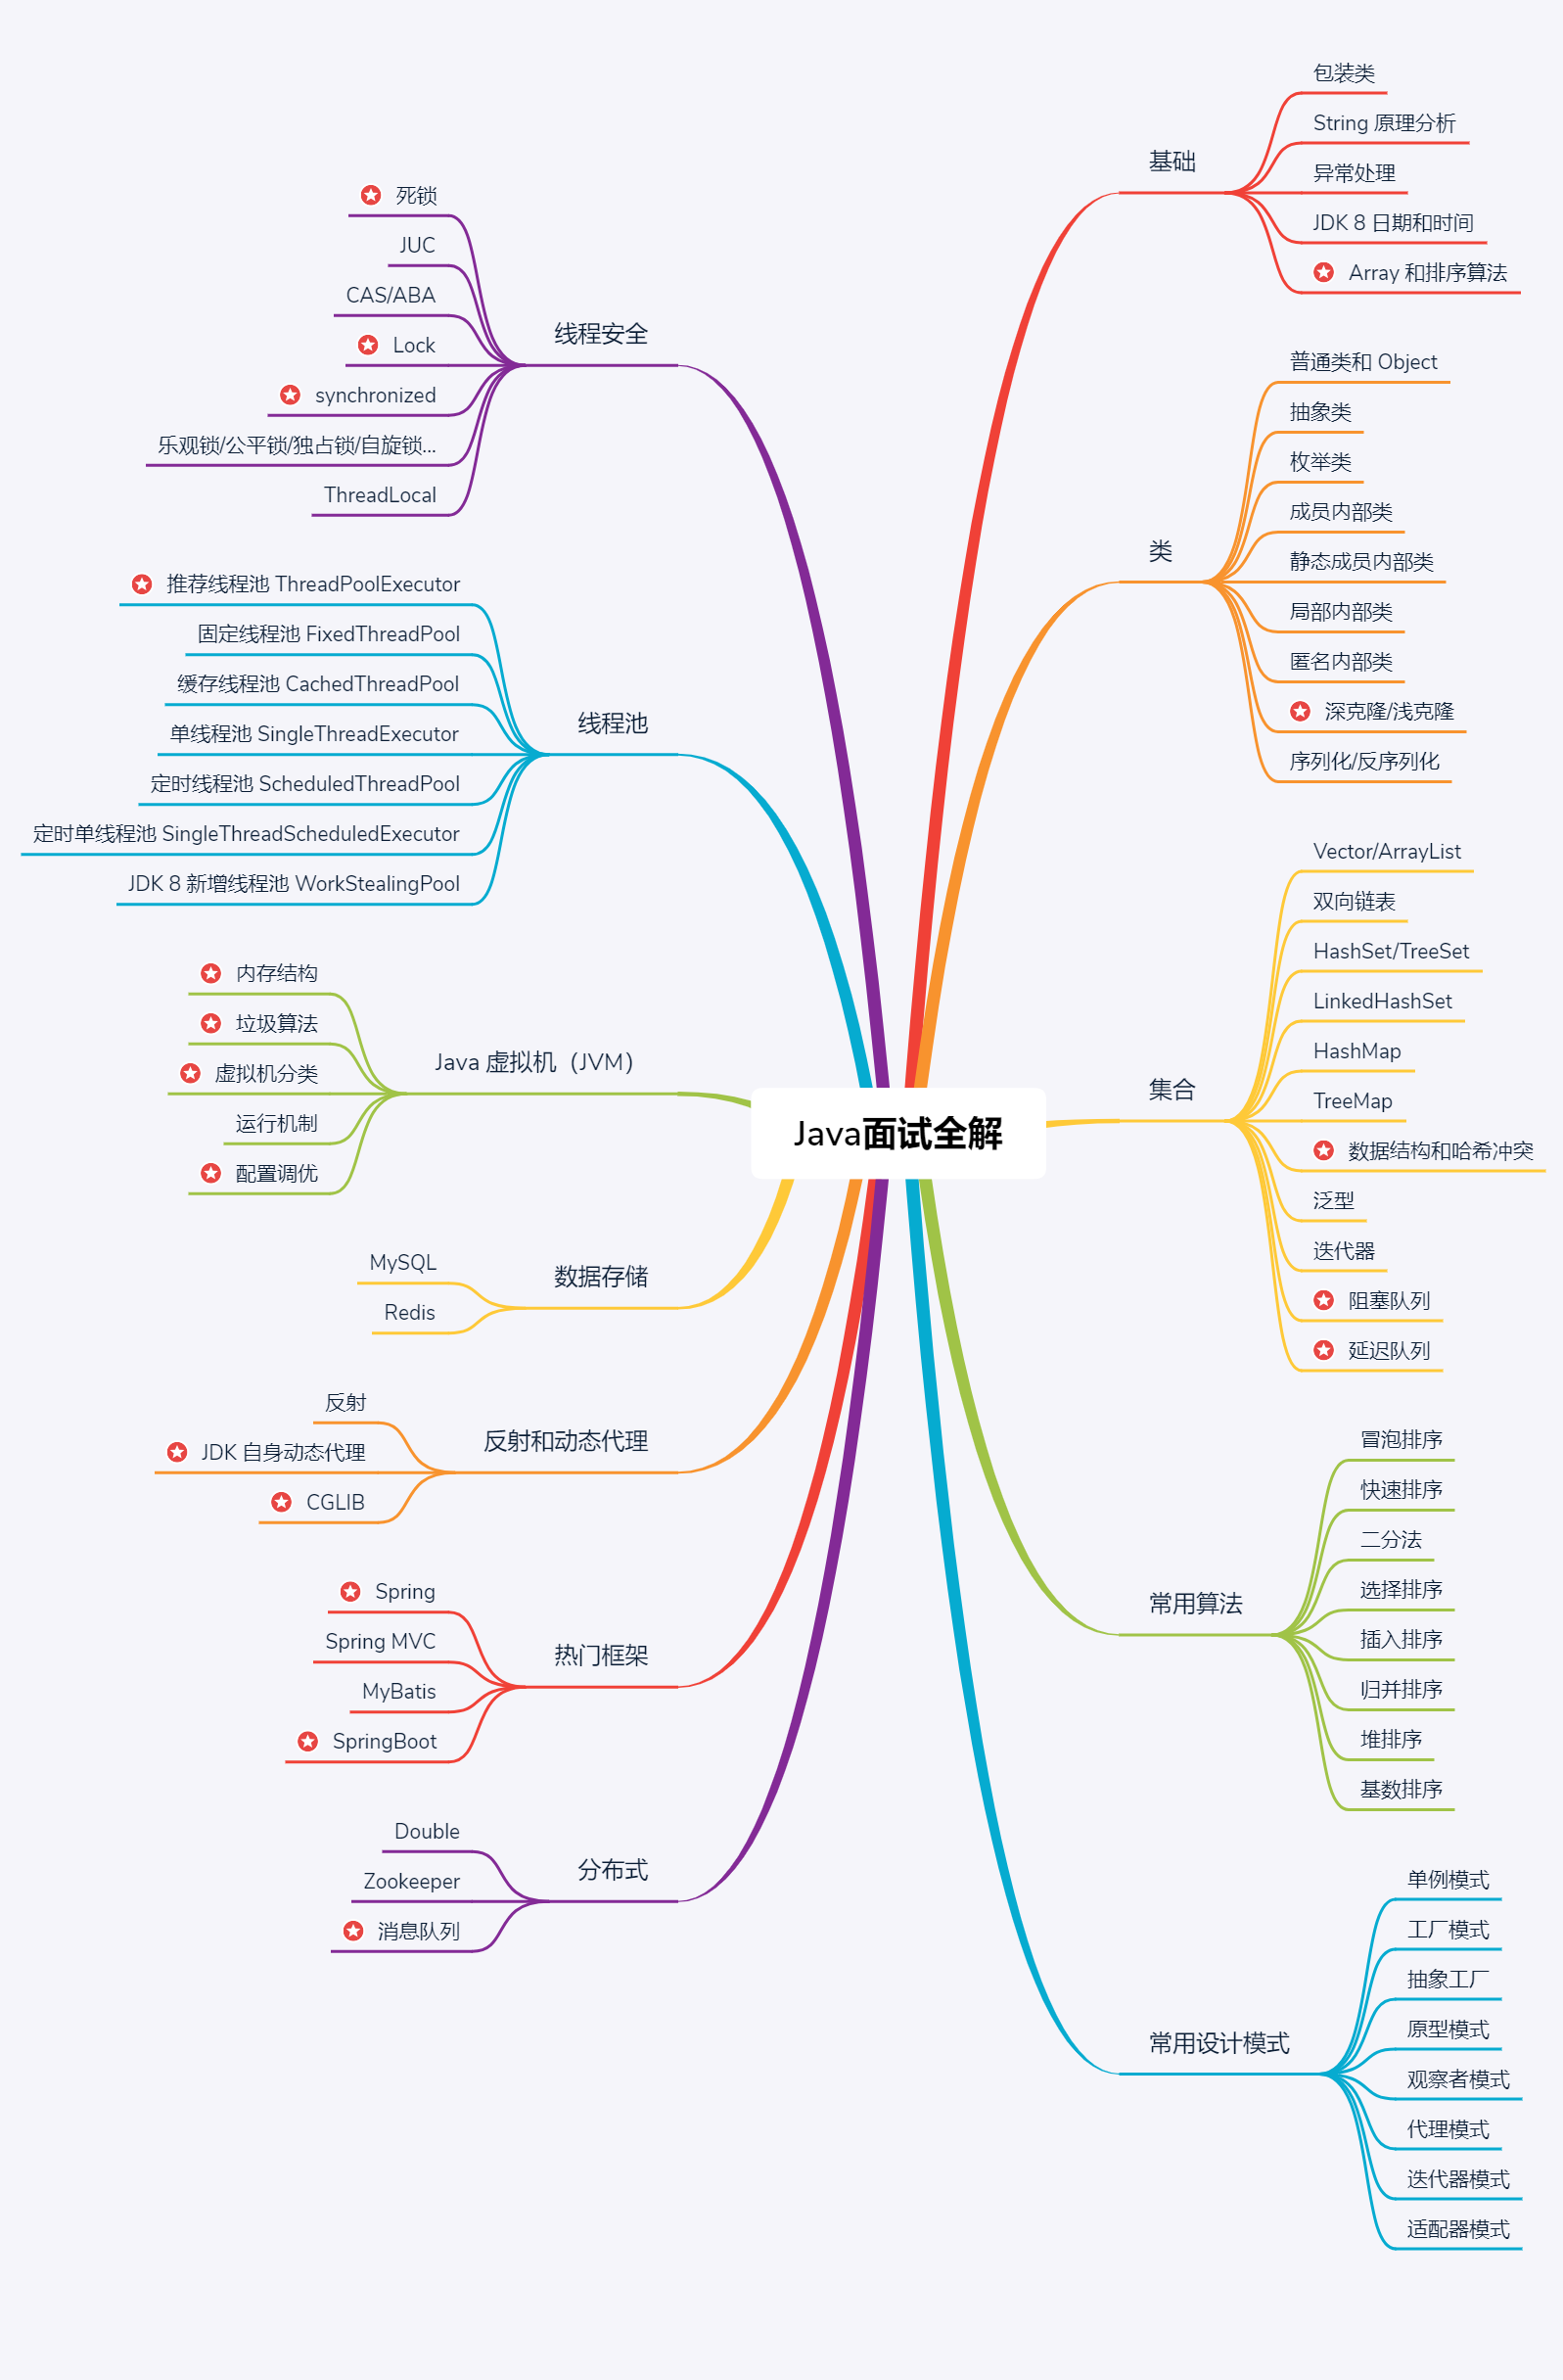 Java面试全解
基础
包装类
String 原理分析
异常处理
JDK 8 日期和时间
Array 和排序算法
类
普通类和 Object
抽象类
枚举类
成员内部类
静态成员内部类
局部内部类
匿名内部类
深克隆/浅克隆
序列化/反序列化
集合
Vector/ArrayList
双向链表
HashSet/TreeSet
LinkedHashSet
HashMap
TreeMap
数据结构和哈希冲突
泛型
迭代器
阻塞队列
延迟队列
常用算法
冒泡排序
快速排序
二分法
选择排序
插入排序
归并排序
堆排序
基数排序
常用设计模式
单例模式
工厂模式
抽象工厂
原型模式
观察者模式
代理模式
迭代器模式
适配器模式
线程安全
死锁
JUC
CAS/ABA
Lock
synchronized
乐观锁/公平锁/独占锁/自旋锁...
ThreadLocal
线程池
推荐线程池 ThreadPoolExecutor
固定线程池 FixedThreadPool
缓存线程池 CachedThreadPool
单线程池 SingleThreadExecutor
定时线程池 ScheduledThreadPool
定时单线程池 SingleThreadScheduledExecutor
JDK 8 新增线程池 WorkStealingPool
Java 虚拟机（JVM）
内存结构
垃圾算法
虚拟机分类
运行机制
配置调优
数据存储
MySQL
Redis
反射和动态代理
反射
JDK 自身动态代理
CGLIB
热门框架
Spring
Spring MVC
MyBatis
SpringBoot
分布式
Double
Zookeeper
消息队列